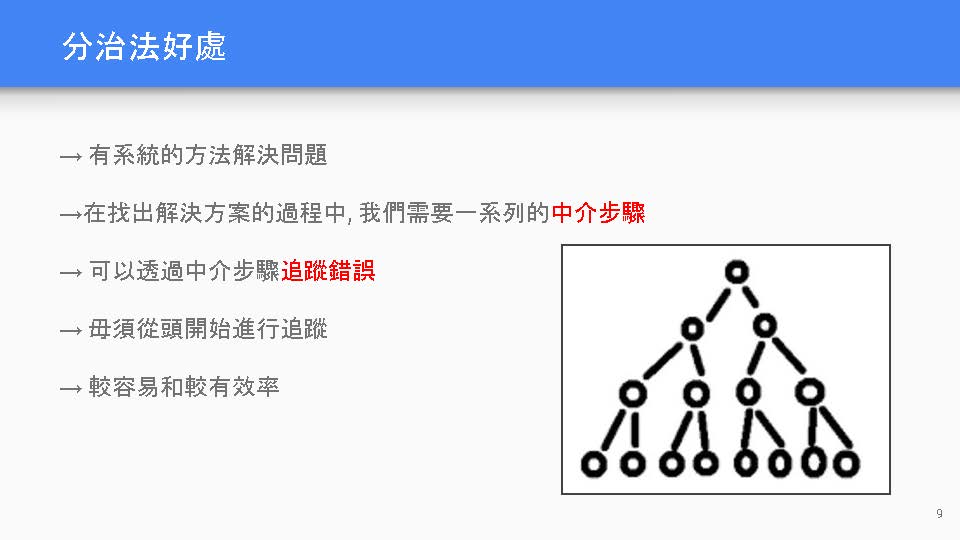 分治法好處
→ 有系統的方法解決問題
→在找出解決方案的過程中, 我們需要一系列的中介步驟
→ 可以透過中介步驟追蹤錯誤
→ 毋須從頭開始進行追蹤
→ 較容易和較有效率
9